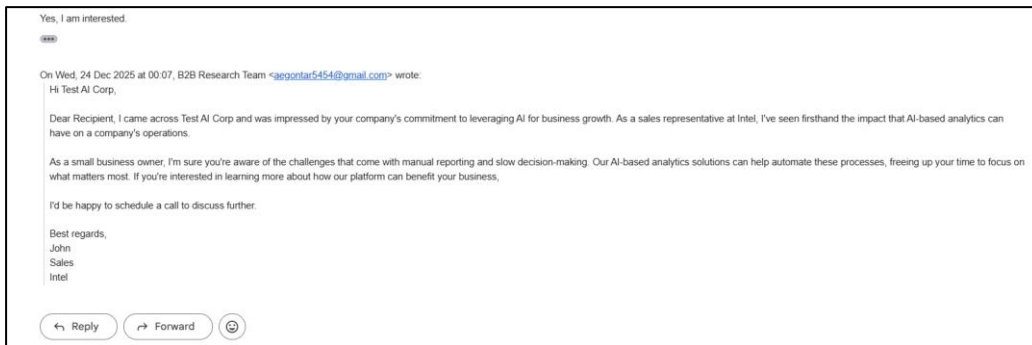 Yes, I am interested.
On Wed, 24 Dec 2025 at 00:07, B2B Research Team <aegontar5454@gmail.com> wrote:
Hi Test AI Corp,
Dear Recipient, I came across Test AI Corp and was impressed by your company's commitment to leveraging AI for business growth. As a sales representative at Intel, I've seen firsthand the impact that AI-based analytics can
have on a company's operations.
As a small business owner, I'm sure you're aware of the challenges that come with manual reporting and slow decision-making. Our AI-based analytics solutions can help automate these processes, freeing up your time to focus on
what matters most. If you're interested in learning more about how our platform can benefit your business,
I'd be happy to schedule a call to discuss further.
Best regards,
John
Sales
Intel
Reply Forward